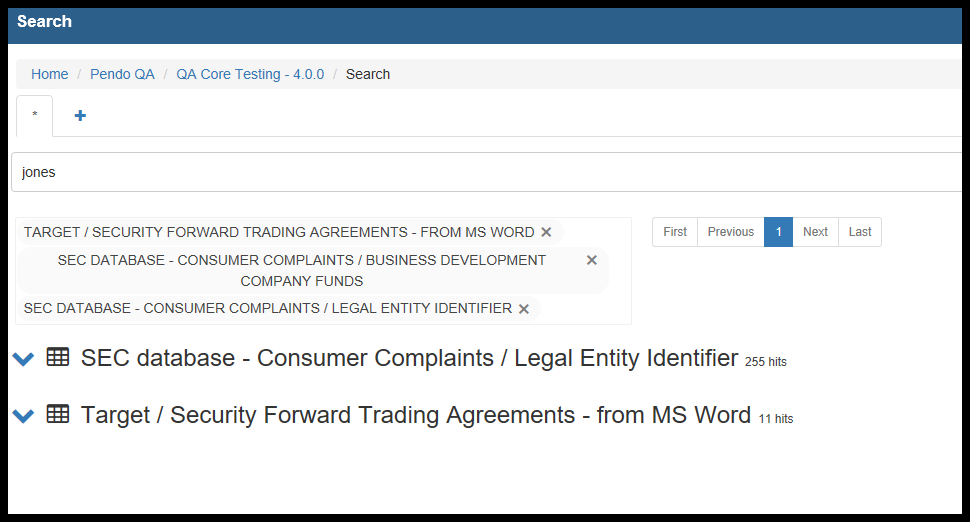 Search
Home / Pendo QA / QA Core Testing - 4.0.0 / Search
*
+
jones
TARGET / SECURITY FORWARD TRADING AGREEMENTS - FROM MS WORD ×
SEC DATABASE - CONSUMER COMPLAINTS / BUSINESS DEVELOPMENT ×
COMPANY FUNDS
SEC DATABASE - CONSUMER COMPLAINTS / LEGAL ENTITY IDENTIFIER ×
First Previous 1 Next Last
SEC database - Consumer Complaints / Legal Entity Identifier 255 hits
Target / Security Forward Trading Agreements - from MS Word 11 hits